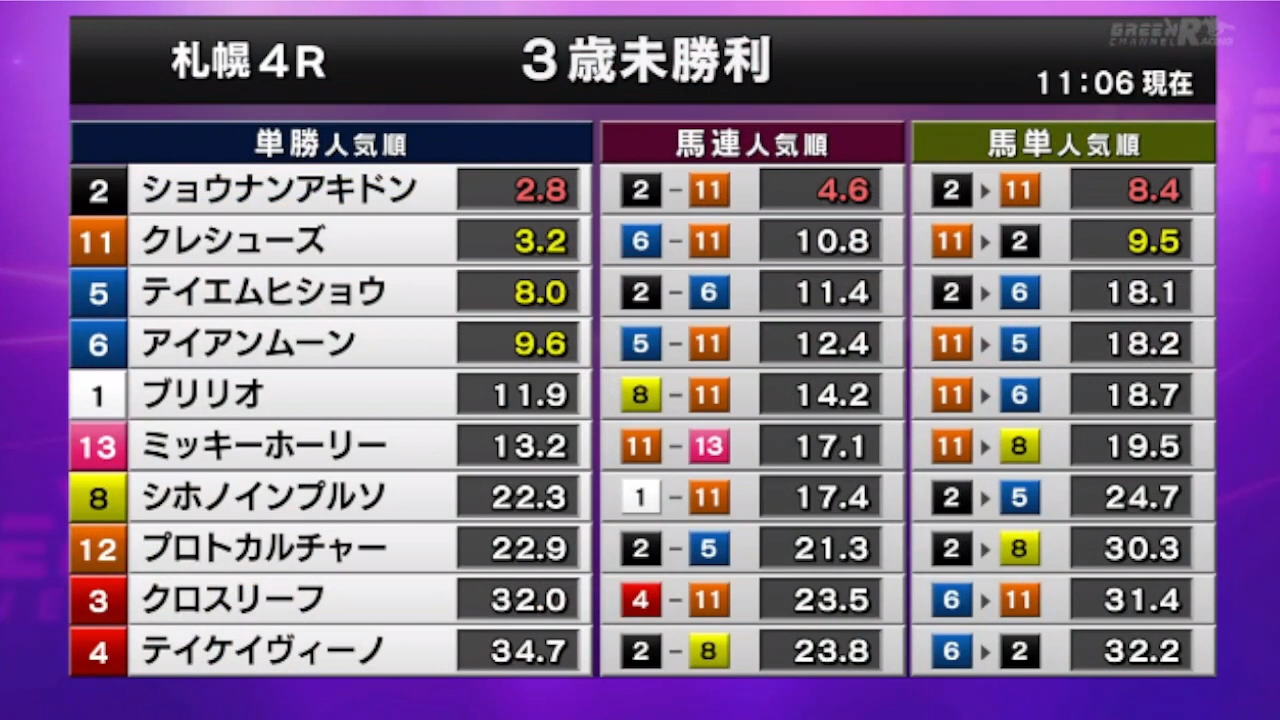 GREEN CHANNEL RACING
札幌4R 3歳未勝利 11:06現在
単勝人気順 馬連人気順 馬単人気順
2 ショウナンアキドン 2.8 2-11 4.6 2▸11 8.4
11 クレシューズ 3.2 6-11 10.8 11▸2 9.5
5 テイエムヒショウ 8.0 2-6 11.4 2▸6 18.1
6 アイアンムーン 9.6 5-11 12.4 11▸5 18.2
1 ブリリオ 11.9 8-11 14.2 11▸6 18.7
13 ミッキーホーリー 13.2 11-13 17.1 11▸8 19.5
8 シホノインプルソ 22.3 1-11 17.4 2▸5 24.7
12 プロトカルチャー 22.9 2-5 21.3 2▸8 30.3
3 クロスリーフ 32.0 4-11 23.5 6▸11 31.4
4 テイケイヴィーノ 34.7 2-8 23.8 6▸2 32.2